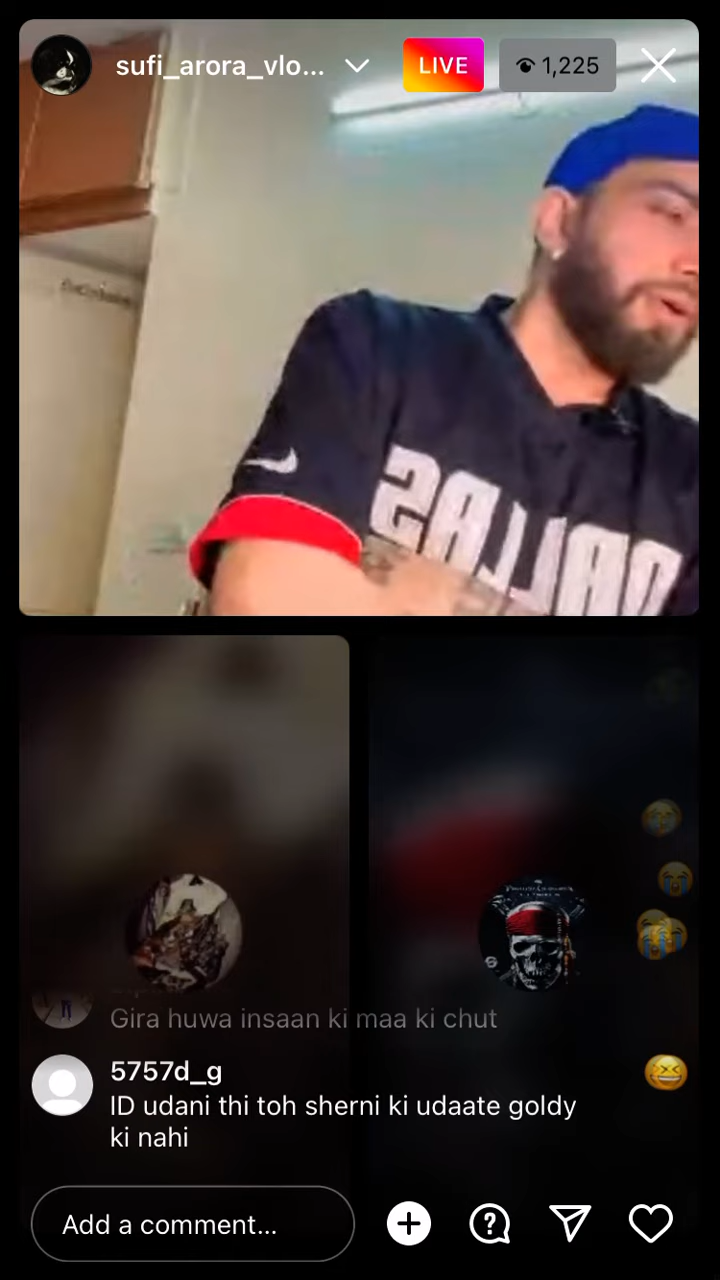 sufi_arora_vlo...
LIVE
1,225
DALLAS
Gira huwa insaan ki maa ki chut
5757d_g
ID udani thi toh sherni ki udaate goldy
ki nahi
Add a comment...